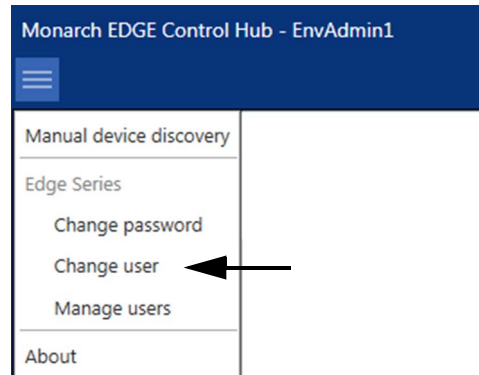 Monarch EDGE Control Hub - EnvAdmin1
Manual device discovery
Edge Series
Change password
Change user
Manage users
About